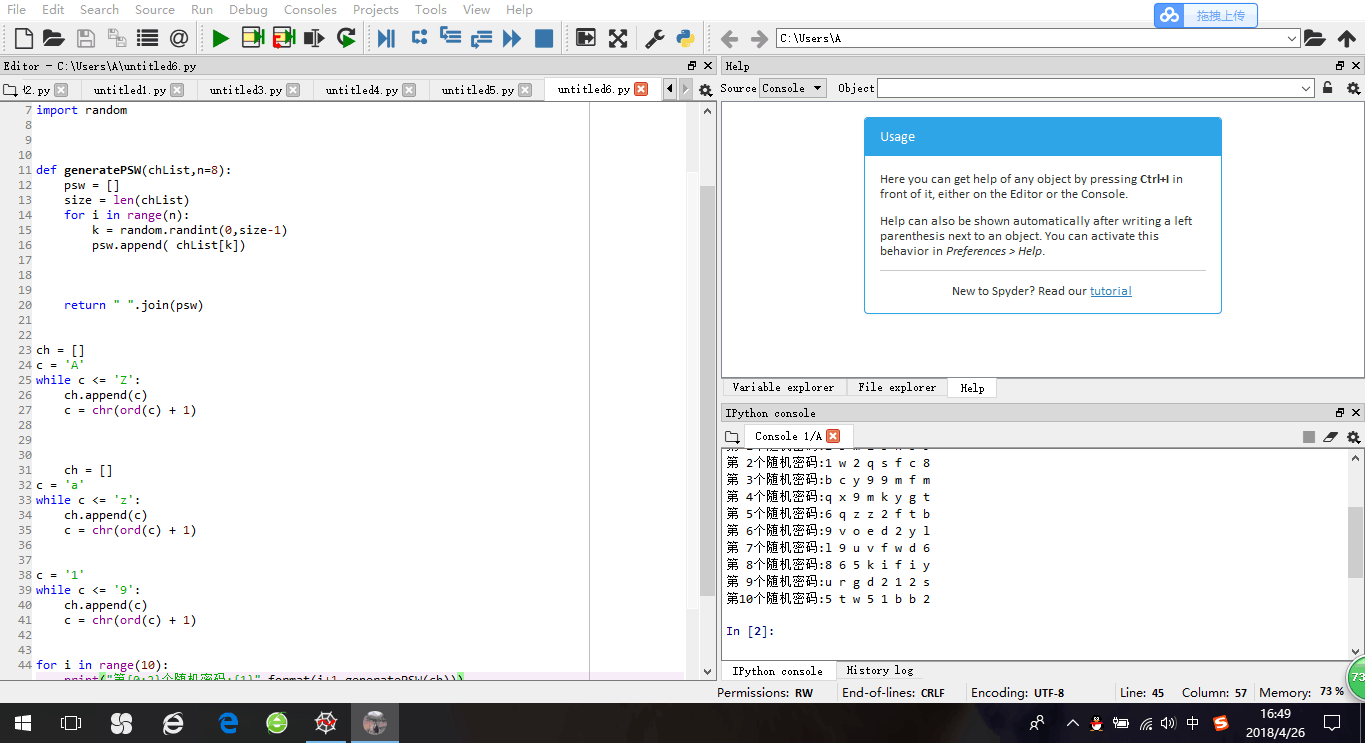 File Edit Search Source Run Debug Consoles Projects Tools View Help
拖拽上传
C:\Users\A
Editor - C:\Users\A\untitled6.py
Help
untitled1.py untitled3.py untitled4.py untitled5.py untitled6.py
Source Console Object
7 import random
8
9
10
11 def generatePSW(chList,n=8):
12 psw = []
13 size = len(chList)
14 for i in range(n):
15 k = random.randint(0,size-1)
16 psw.append( chList[k])
17
18
19
20 return " ".join(psw)
21
22
23 ch = []
24 c = 'A'
25 while c <= 'Z':
26 ch.append(c)
27 c = chr(ord(c) + 1)
28
29
30
31 ch = []
32 c = 'a'
33 while c <= 'z':
34 ch.append(c)
35 c = chr(ord(c) + 1)
36
37
38 c = '1'
39 while c <= '9':
40 ch.append(c)
41 c = chr(ord(c) + 1)
42
43
44 for i in range(10):
print("第{0:2}个随机密码:{1}".format(i+1,generatePSW(ch)))
Usage
Here you can get help of any object by pressing Ctrl+I in
front of it, either on the Editor or the Console.
Help can also be shown automatically after writing a left
parenthesis next to an object. You can activate this
behavior in Preferences > Help.
New to Spyder? Read our tutorial
Variable explorer File explorer Help
IPython console
Console 1/A
第 2个随机密码:1 w 2 q s f c 8
第 3个随机密码:b c y 9 9 m f m
第 4个随机密码:q x 9 m k y g t
第 5个随机密码:6 q z z 2 f t b
第 6个随机密码:9 v o e d 2 y l
第 7个随机密码:l 9 u v f w d 6
第 8个随机密码:8 6 5 k i f i y
第 9个随机密码:u r g d 2 1 2 s
第10个随机密码:5 t w 5 1 b b 2
In [2]:
IPython console History log
Permissions: RW End-of-lines: CRLF Encoding: UTF-8 Line: 45 Column: 57 Memory: 73 %
73
中
16:49
2018/4/26